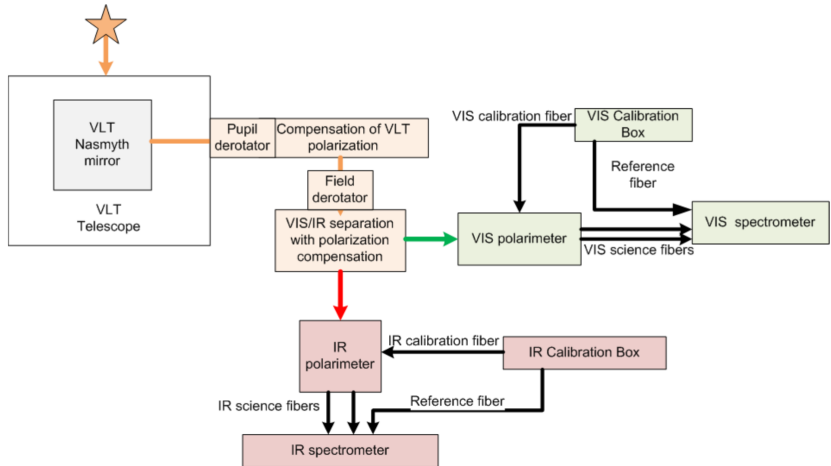 VLT
Nasmyth
mirror
VLT
Telescope
Pupil
derotator
Compensation of VLT
polarization
Field
derotator
VIS/IR separation
with polarization
compensation
VIS calibration fiber
VIS Calibration
Box
Reference
fiber
VIS polarimeter
VIS science fibers
VIS spectrometer
IR
polarimeter
IR calibration fiber
IR Calibration Box
IR science fibers
Reference fiber
IR spectrometer